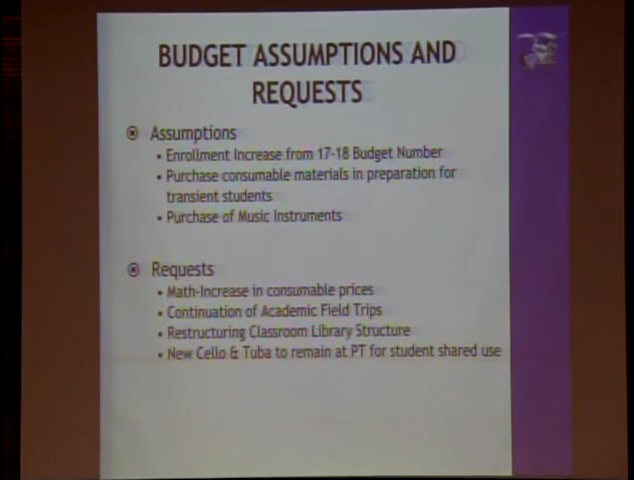 BUDGET ASSUMPTIONS AND
REQUESTS
Assumptions
• Enrollment Increase from 17-18 Budget Number
• Purchase consumable materials in preparation for
transient students
• Purchase of Music Instruments
Requests
• Math-Increase in consumable prices
• Continuation of Academic Field Trips
• Restructuring Classroom Library Structure
• New Cello & Tuba to remain at PT for student shared use